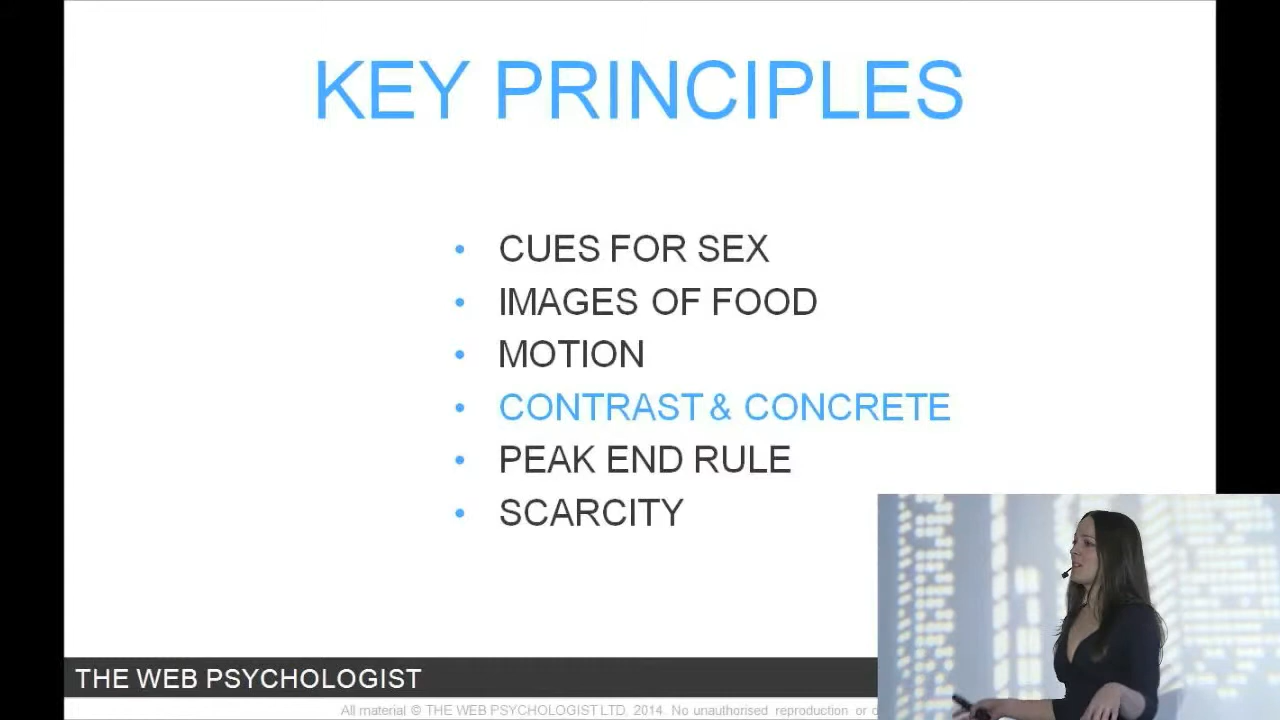 KEY PRINCIPLES
• CUES FOR SEX
• IMAGES OF FOOD
• MOTION
• CONTRAST & CONCRETE
• PEAK END RULE
• SCARCITY
THE WEB PSYCHOLOGIST
All material © THE WEB PSYCHOLOGIST LTD. 2014. No unauthorised reproduction or